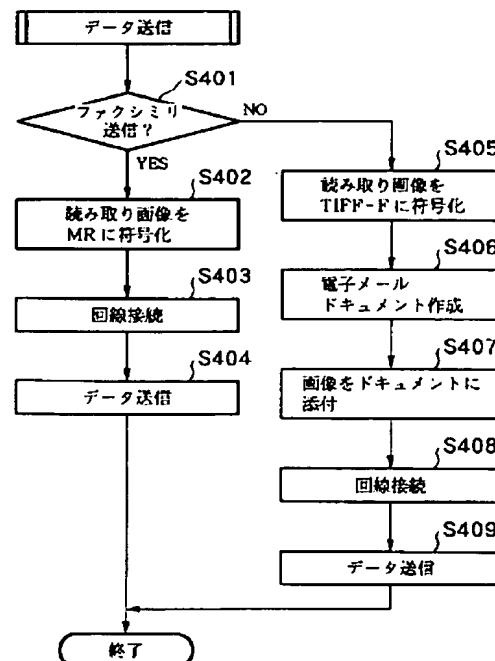 データ送信
S401
ファクシミリ
送信？
NO
YES
S402
読み取り画像を
MRに符号化
S403
回線接続
S404
データ送信
S405
読み取り画像を
TIFF-Fに符号化
S406
電子メール
ドキュメント作成
S407
画像をドキュメントに
添付
S408
回線接続
S409
データ送信
終了